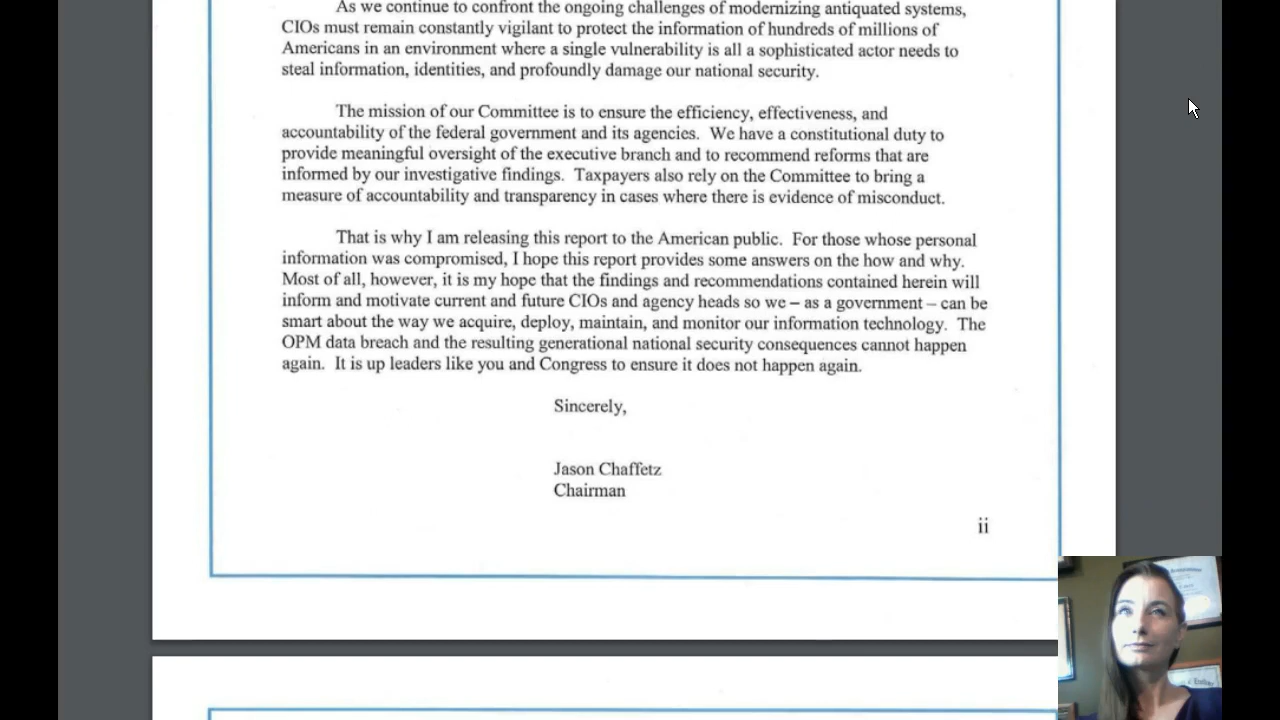 As we continue to confront the ongoing challenges of modernizing antiquated systems,
CIOs must remain constantly vigilant to protect the information of hundreds of millions of
Americans in an environment where a single vulnerability is all a sophisticated actor needs to
steal information, identities, and profoundly damage our national security.
The mission of our Committee is to ensure the efficiency, effectiveness, and
accountability of the federal government and its agencies. We have a constitutional duty to
provide meaningful oversight of the executive branch and to recommend reforms that are
informed by our investigative findings. Taxpayers also rely on the Committee to bring a
measure of accountability and transparency in cases where there is evidence of misconduct.
That is why I am releasing this report to the American public. For those whose personal
information was compromised, I hope this report provides some answers on the how and why.
Most of all, however, it is my hope that the findings and recommendations contained herein will
inform and motivate current and future CIOs and agency heads so we – as a government – can be
smart about the way we acquire, deploy, maintain, and monitor our information technology. The
OPM data breach and the resulting generational national security consequences cannot happen
again. It is up leaders like you and Congress to ensure it does not happen again.
Sincerely,
Jason Chaffetz
Chairman
ii